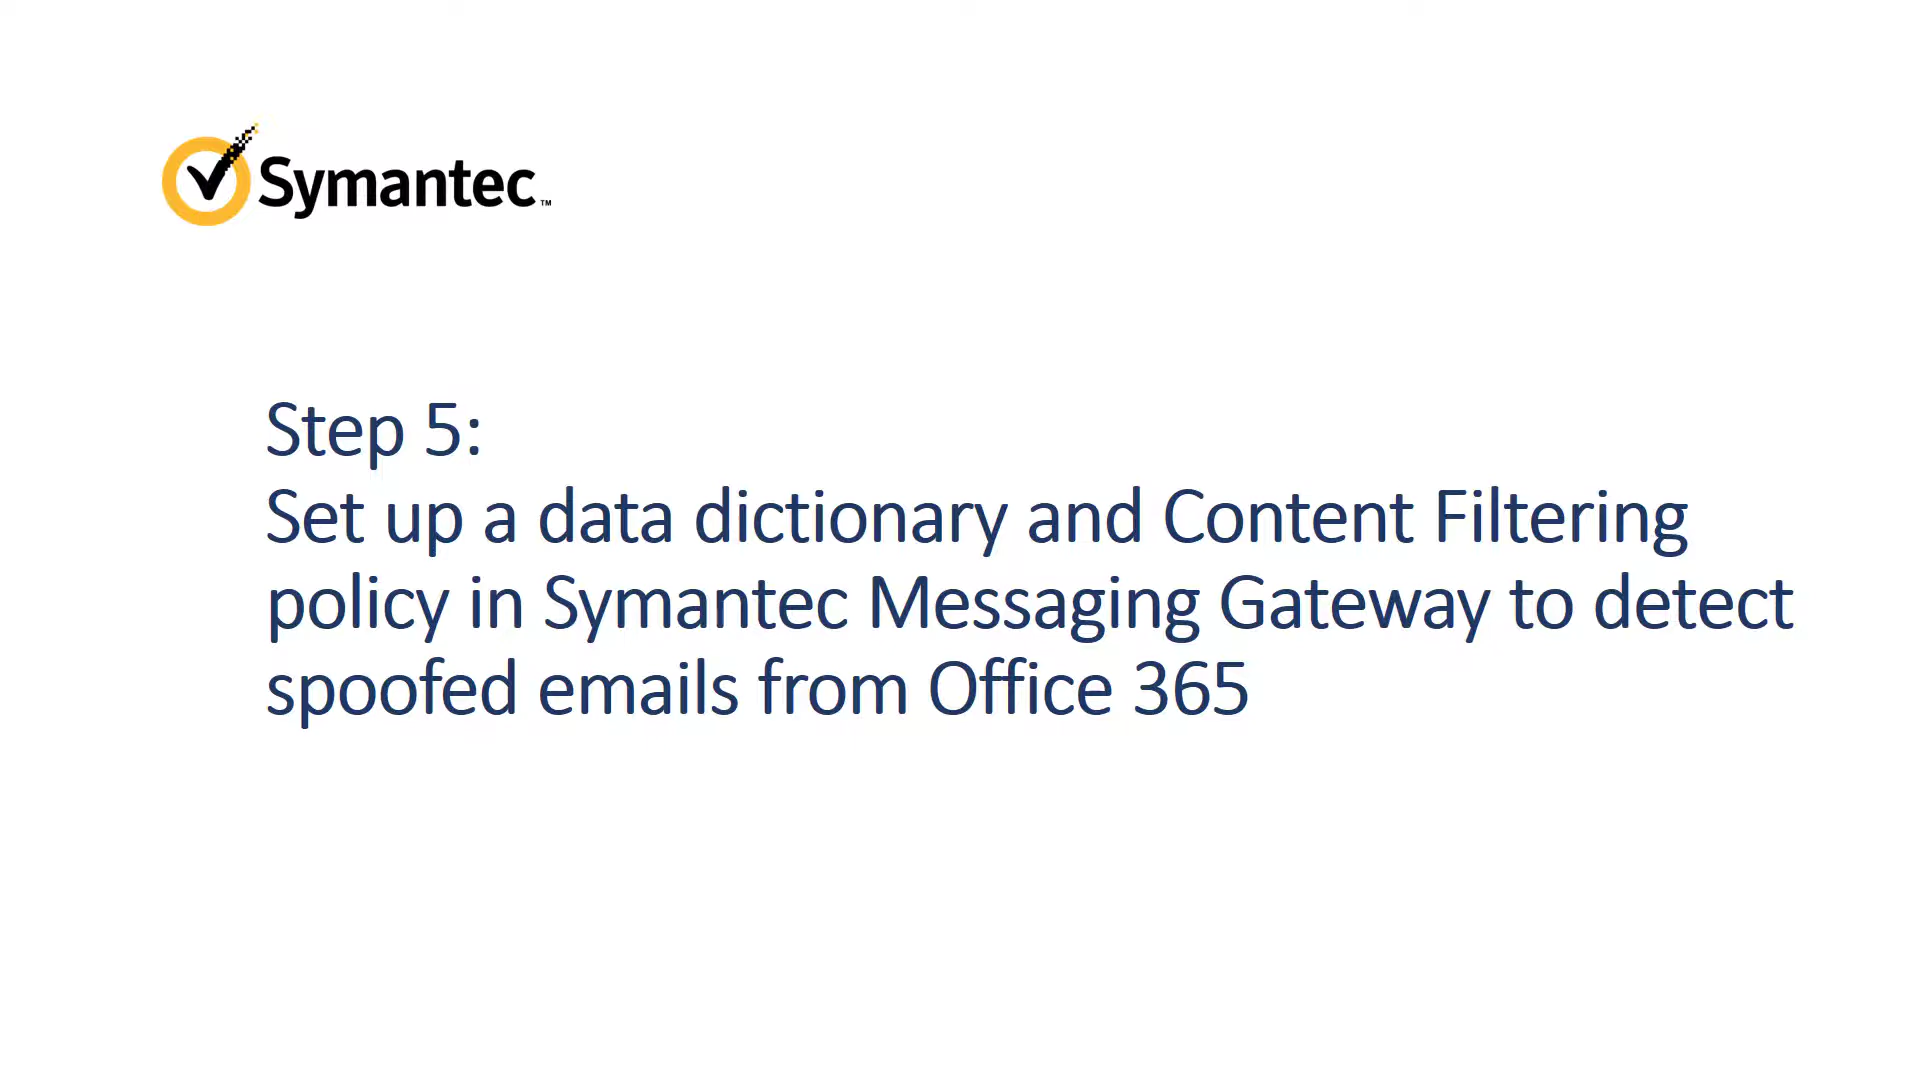 Symantec™
Step 5:
Set up a data dictionary and Content Filtering
policy in Symantec Messaging Gateway to detect
spoofed emails from Office 365